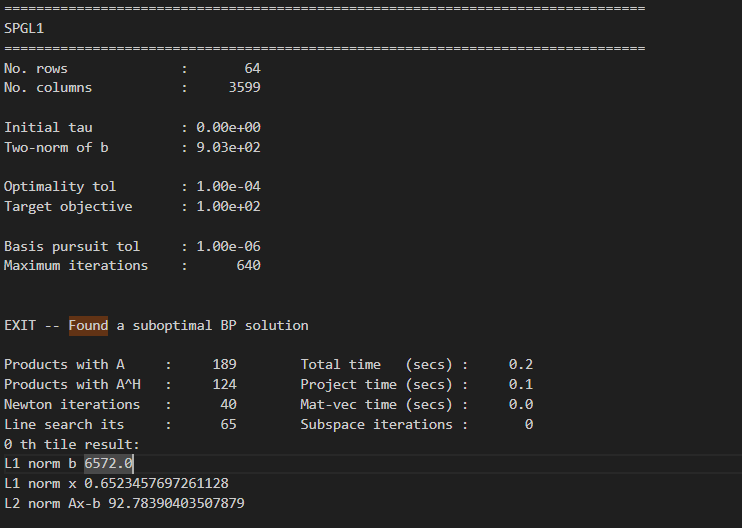 ================================================================================
SPGL1
================================================================================
No. rows              :       64
No. columns           :     3599

Initial tau           : 0.00e+00
Two-norm of b         : 9.03e+02

Optimality tol        : 1.00e-04
Target objective      : 1.00e+02

Basis pursuit tol     : 1.00e-06
Maximum iterations    :      640

EXIT -- Found a suboptimal BP solution

Products with A     :     189        Total time   (secs) :     0.2
Products with A^H   :     124        Project time (secs) :     0.1
Newton iterations   :      40        Mat-vec time (secs) :     0.0
Line search its     :      65        Subspace iterations :       0
0 th tile result:
L1 norm b 6572.0
L1 norm x 0.6523457697261128
L2 norm Ax-b 92.78390403507879